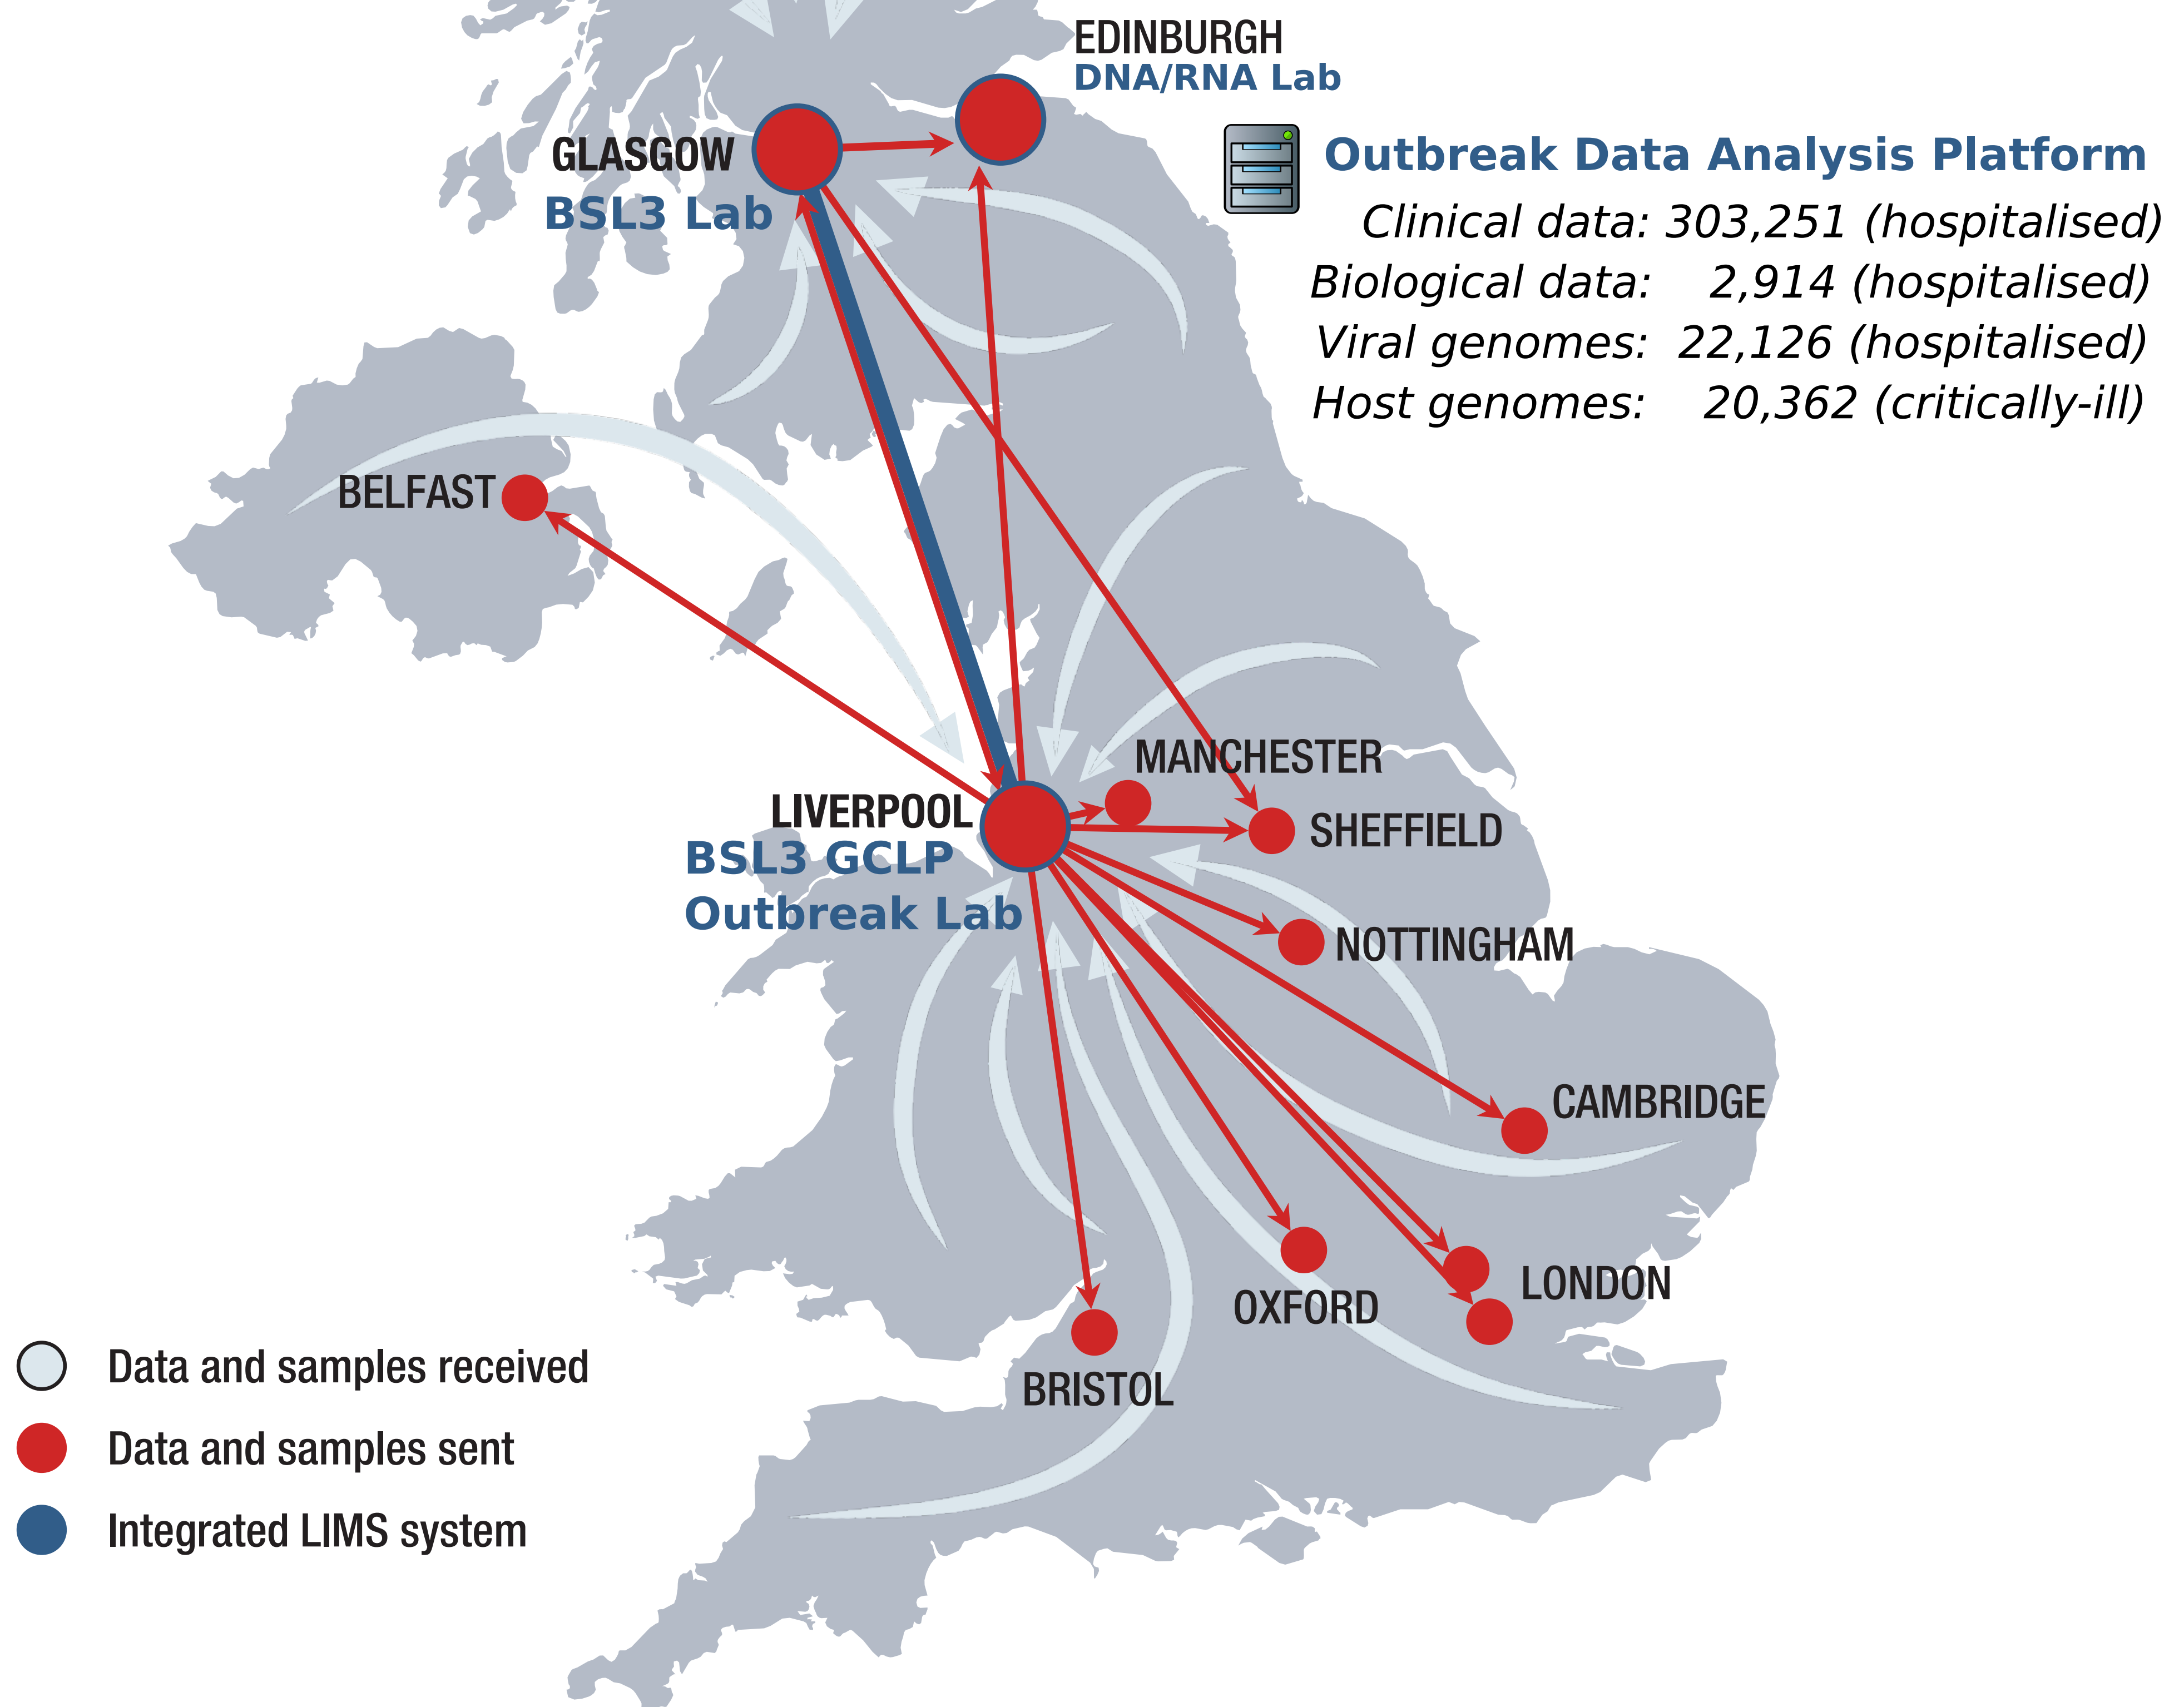 EDINBURGH
DNA/RNA Lab
GLASGOW
BSL3 Lab
Outbreak Data Analysis Platform
Clinical data: 303,251 (hospitalised)
Biological data: 2,914 (hospitalised)
Viral genomes: 22,126 (hospitalised)
Host genomes: 20,362 (critically-ill)
BELFAST
MANCHESTER
LIVERPOOL
BSL3 GCLP
Outbreak Lab
SHEFFIELD
NOTTINGHAM
CAMBRIDGE
LONDON
OXFORD
BRISTOL
Data and samples received
Data and samples sent
Integrated LIMS system